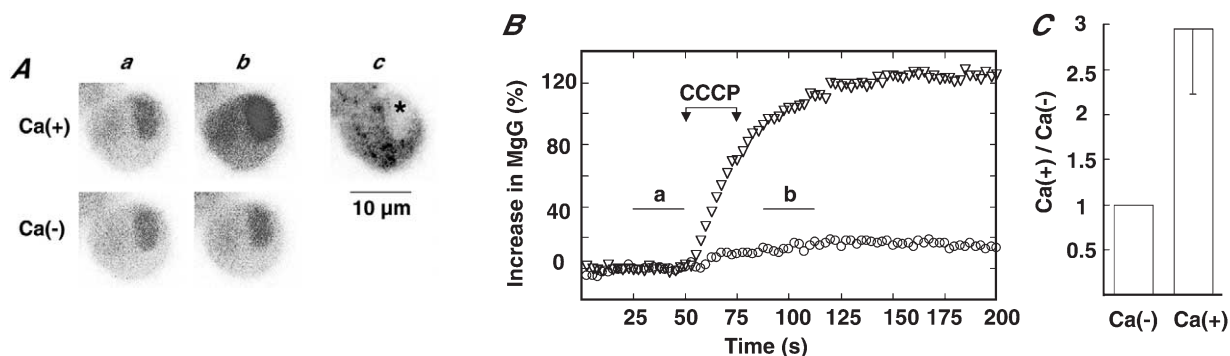 A
a
b
c
Ca(+)
*
Ca(-)
10 µm
B
Increase in MgG (%)
120
80
40
0
CCCP
a
b
25
50
75
100
125
150
175
200
Time (s)
C
Ca(+) / Ca(-)
3
2.5
2
1.5
1
0.5
Ca(-)
Ca(+)